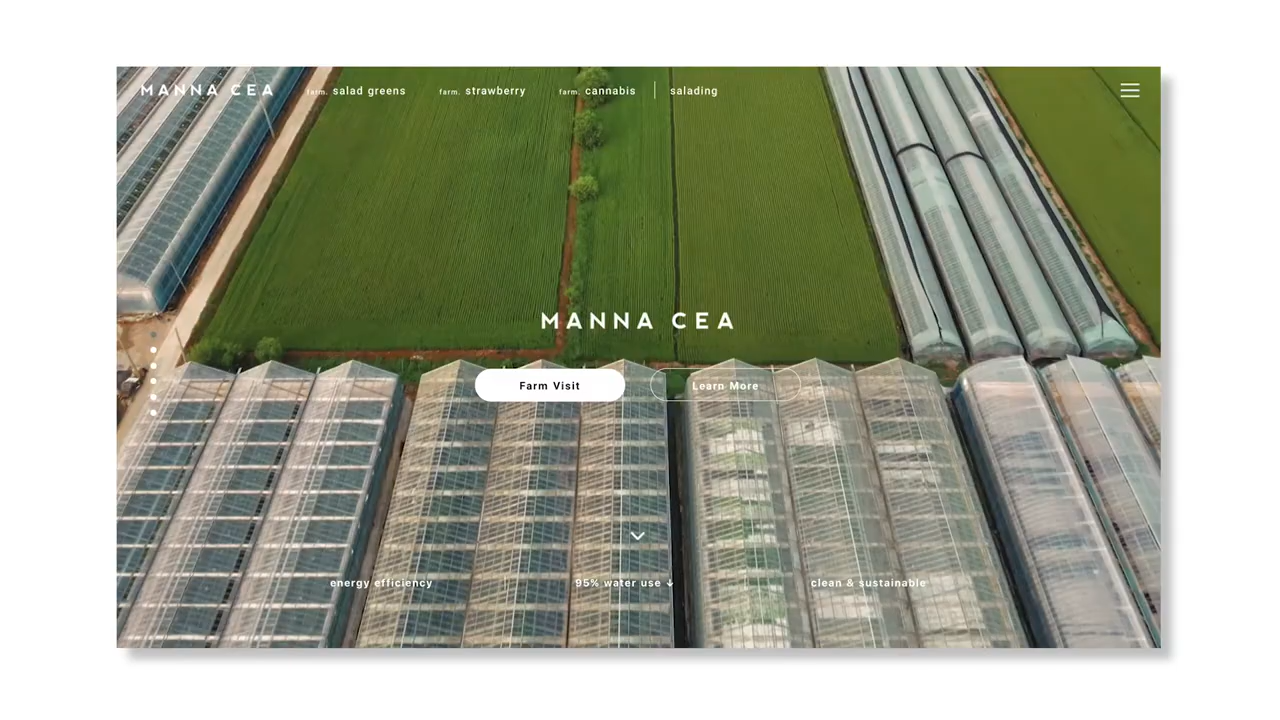 MANNA CEA farm. salad greens farm. strawberry farm. cannabis salading
MANNA CEA
Farm Visit Learn More
energy efficiency 95% water use ↓ clean & sustainable